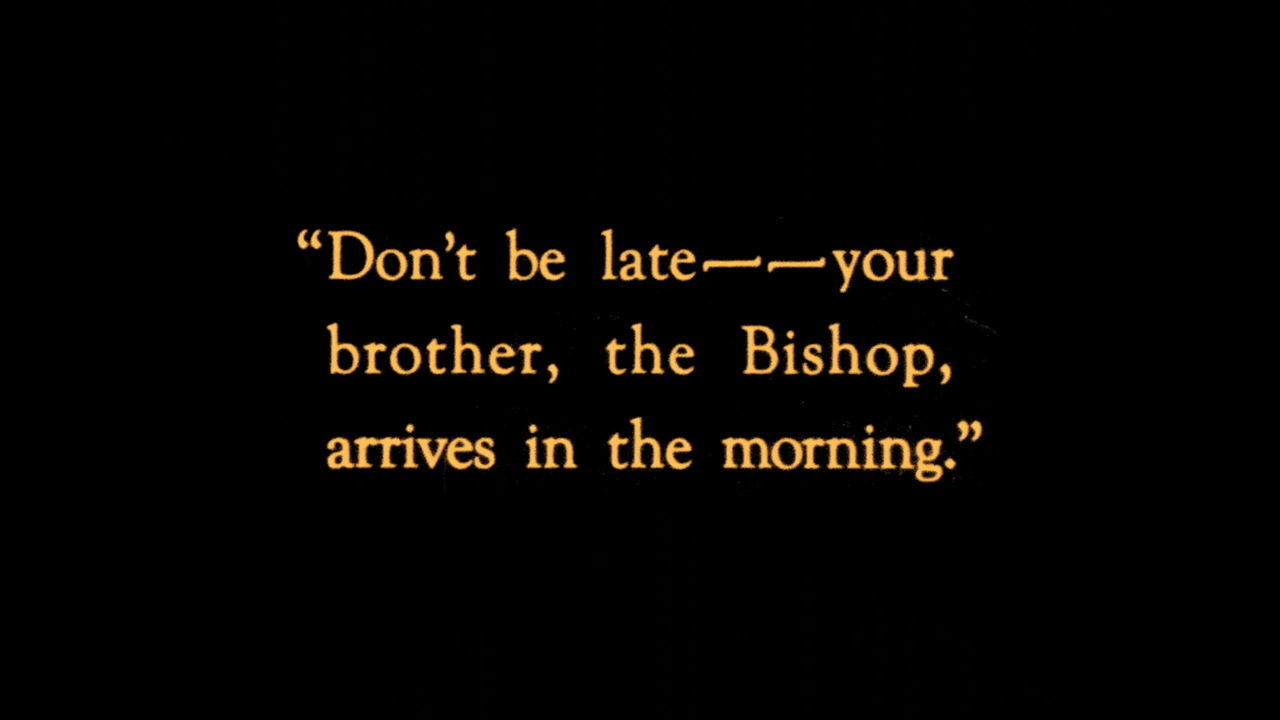 “Don’t be late——your
brother, the Bishop,
arrives in the morning.”